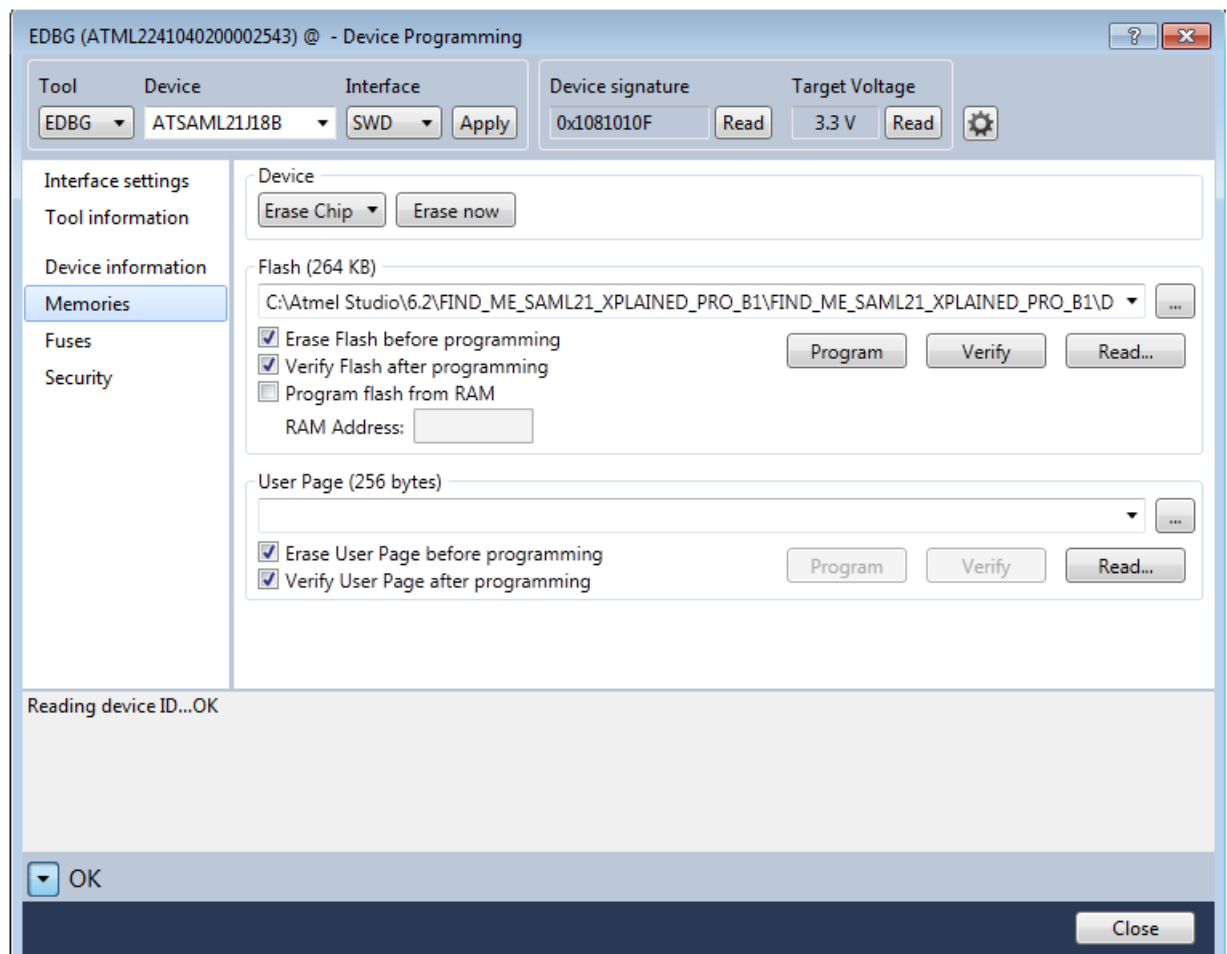 EDBG (ATML2241040200002543) @ - Device Programming
Tool Device Interface Device signature Target Voltage
EDBG ATSAML21J18B SWD Apply 0x1081010F Read 3.3 V Read
Interface settings
Tool information
Device information
Memories
Fuses
Security
Device
Erase Chip Erase now
Flash (264 KB)
C:\Atmel Studio\6.2\FIND_ME_SAML21_XPLAINED_PRO_B1\FIND_ME_SAML21_XPLAINED_PRO_B1\D ...
Erase Flash before programming
Verify Flash after programming
Program flash from RAM
RAM Address:
Program Verify Read...
User Page (256 bytes)
...
Erase User Page before programming
Verify User Page after programming
Program Verify Read...
Reading device ID...OK
OK
Close